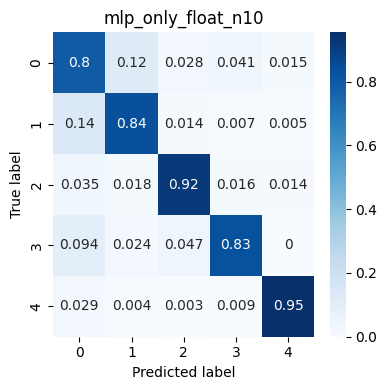 mlp_only_float_n10
0 0.8 0.12 0.028 0.041 0.015
1 0.14 0.84 0.014 0.007 0.005
2 0.035 0.018 0.92 0.016 0.014
3 0.094 0.024 0.047 0.83 0
4 0.029 0.004 0.003 0.009 0.95
0 1 2 3 4
True label
Predicted label
0.8
0.6
0.4
0.2
0.0